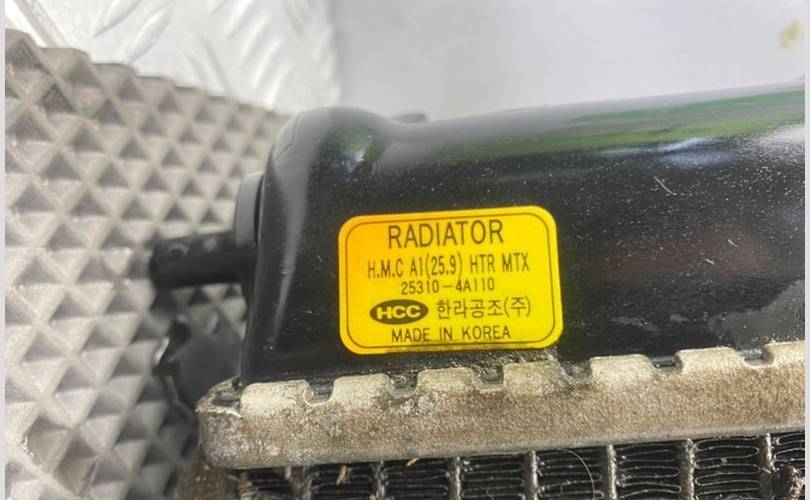 RADIATOR
H.M.C A1(25.9) HTR MTX
25310-4A110
HCC 한라공조(주)
MADE IN KOREA